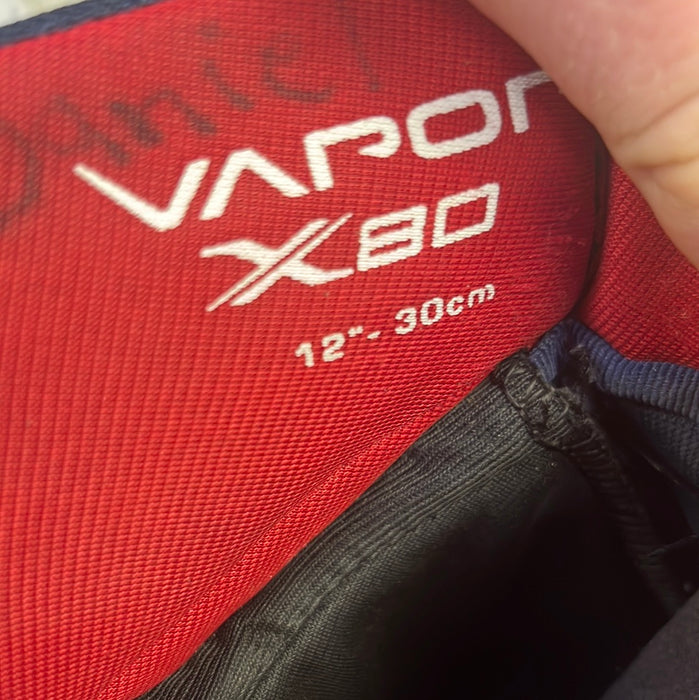 Daniel
VAPOR
X80
12"- 30cm